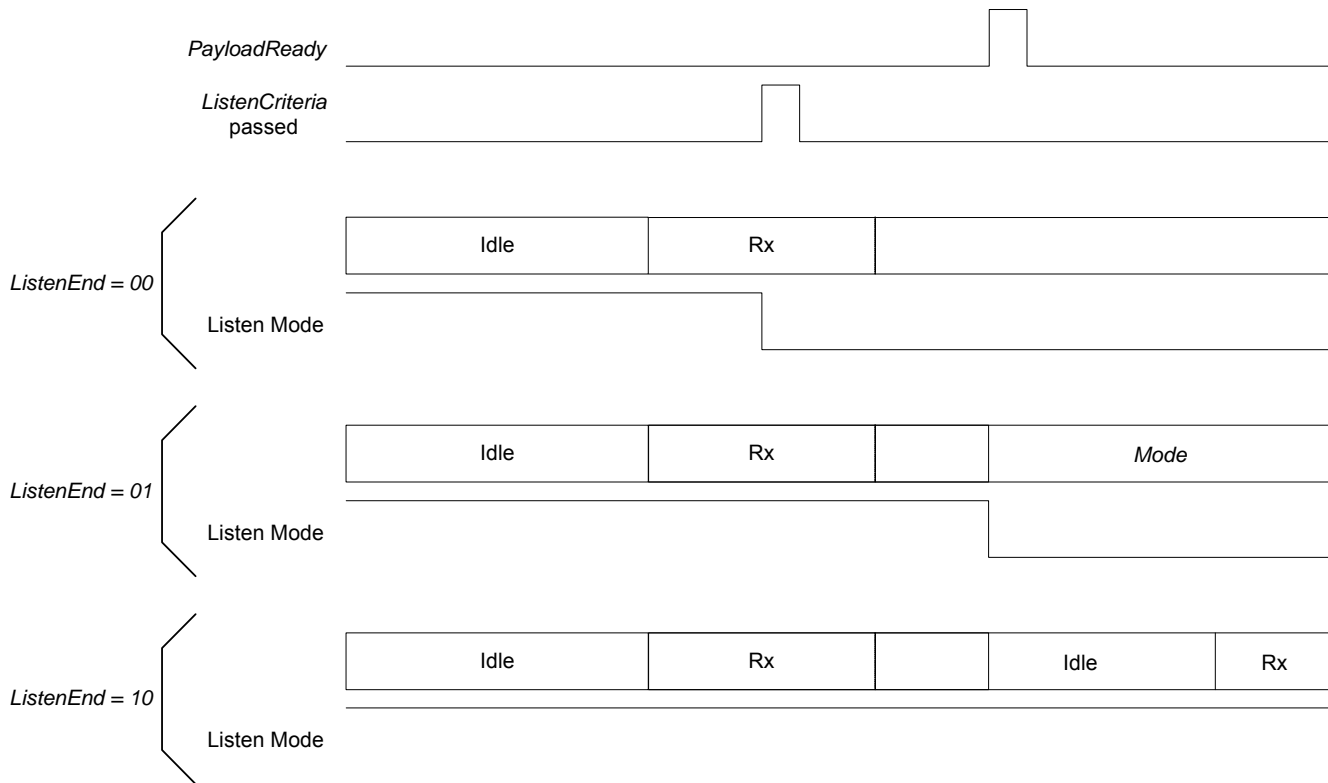 PayloadReady
ListenCriteria
passed
Idle
Rx
ListenEnd = 00
Listen Mode
Idle
Rx
Mode
ListenEnd = 01
Listen Mode
Idle
Rx
Idle
Rx
ListenEnd = 10
Listen Mode